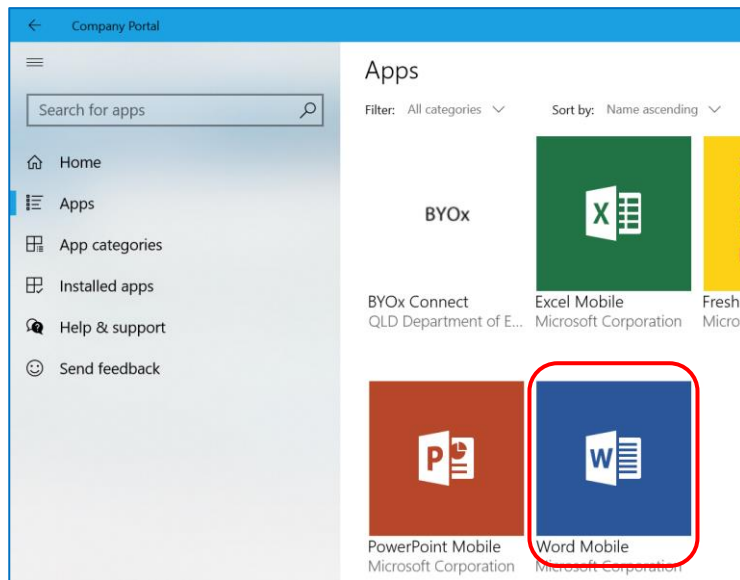 Company Portal
Search for apps
Home
Apps
App categories
Installed apps
Help & support
Send feedback
Apps
Filter: All categories Sort by: Name ascending
BYOx
X
BYOx Connect Excel Mobile Fresh
QLD Department of E... Microsoft Corporation Micro
P W
PowerPoint Mobile Word Mobile
Microsoft Corporation Microsoft Corporation